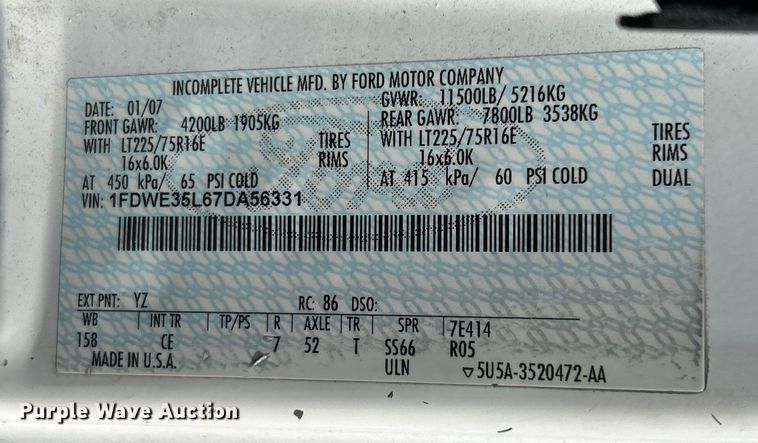 INCOMPLETE VEHICLE MFD. BY FORD MOTOR COMPANY
DATE: 01/07 GVWR: 11500LB/ 5216KG
FRONT GAWR: 4200LB 1905KG REAR GAWR: 7800LB 3538KG
WITH LT225/75R16E TIRES WITH LT225/75R16E TIRES
16x6.0K RIMS 16x6.0K RIMS
AT 450 kPa/ 65 PSI COLD AT 415 kPa/ 60 PSI COLD DUAL
VIN: 1FDWE35L67DA56331
EXT PNT: YZ RC: 86 DSO:
WB INT TR TP/PS R AXLE TR SPR 7E414
158 CE 7 52 T SS66 R05
MADE IN U.S.A. ULN ▽5U5A-3520472-AA
Purple Wave Auction